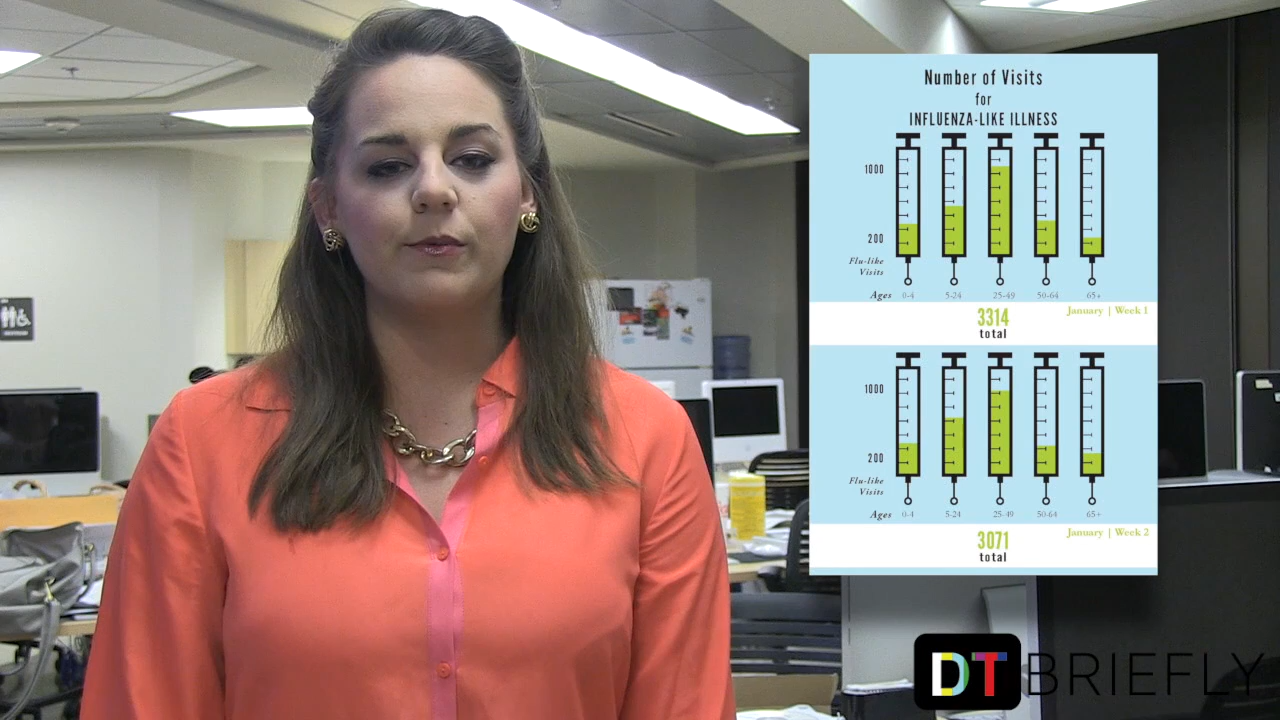 Number of Visits
for
INFLUENZA-LIKE ILLNESS
1000
200
Flu-like
Visits
Ages 0-4 5-24 25-49 50-64 65+
3314
total
January | Week 1
1000
200
Flu-like
Visits
Ages 0-4 5-24 25-49 50-64 65+
3071
total
January | Week 2
DT BRIEFLY